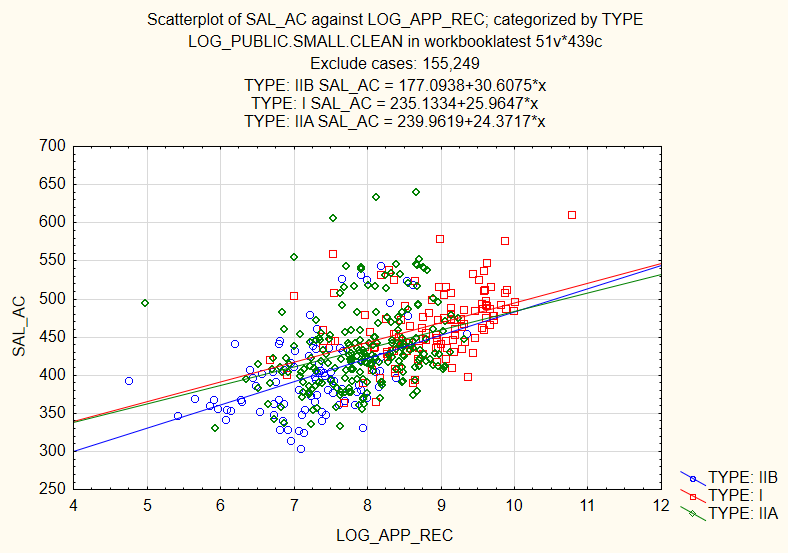 Scatterplot of SAL_AC against LOG_APP_REC; categorized by TYPE
LOG_PUBLIC.SMALL.CLEAN in workbooklatest 51v*439c
Exclude cases: 155,249
TYPE: IIB SAL_AC = 177.0938+30.6075*x
TYPE: I SAL_AC = 235.1334+25.9647*x
TYPE: IIA SAL_AC = 239.9619+24.3717*x
700
650
600
550
500
450
400
350
300
250
SAL_AC
4 5 6 7 8 9 10 11 12
LOG_APP_REC
TYPE: IIB
TYPE: I
TYPE: IIA